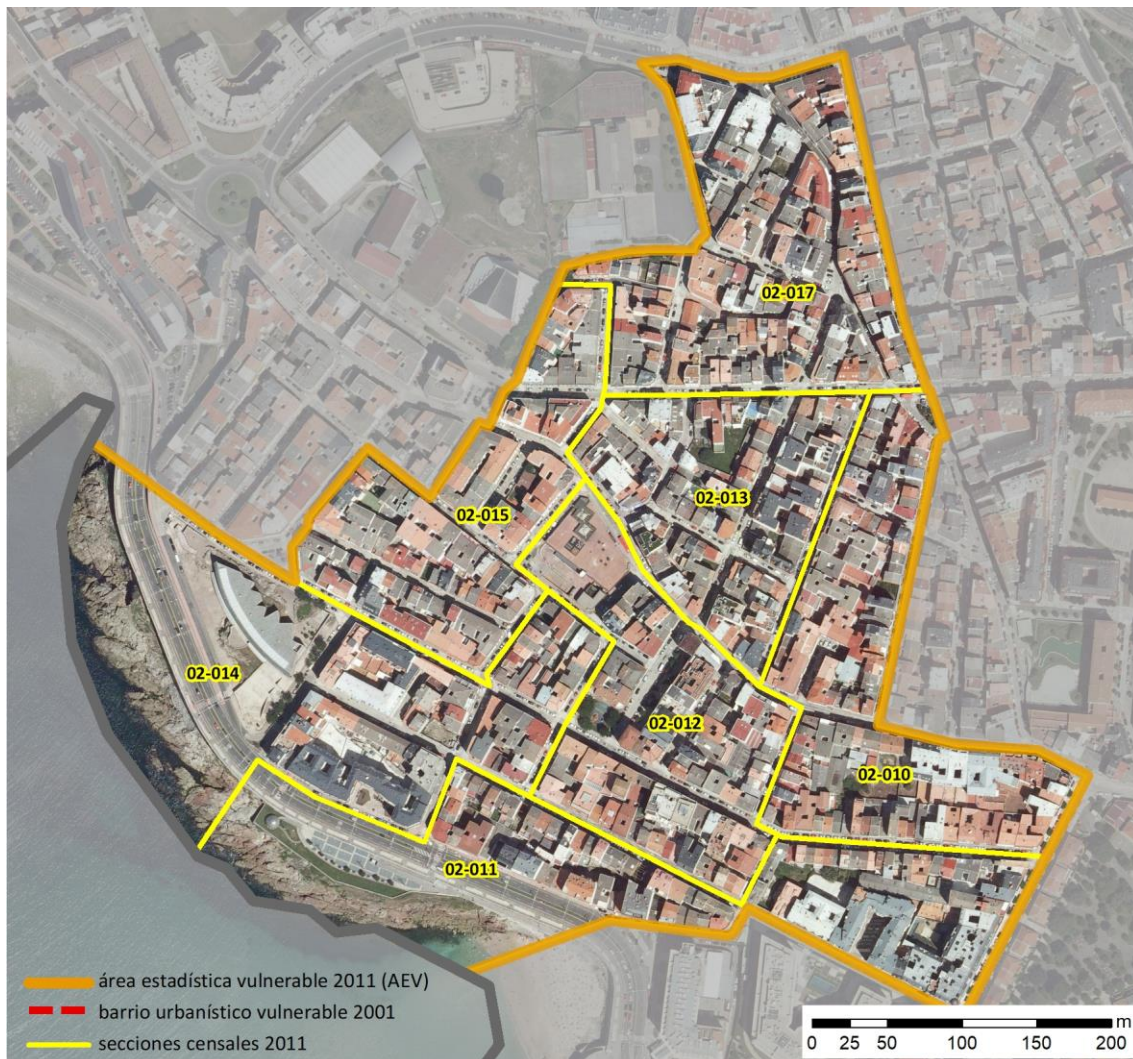 02-017
02-013
02-015
02-014
02-012
02-010
02-011
área estadística vulnerable 2011 (AEV)
barrio urbanístico vulnerable 2001
secciones censales 2011
m
0 25 50 100 150 200